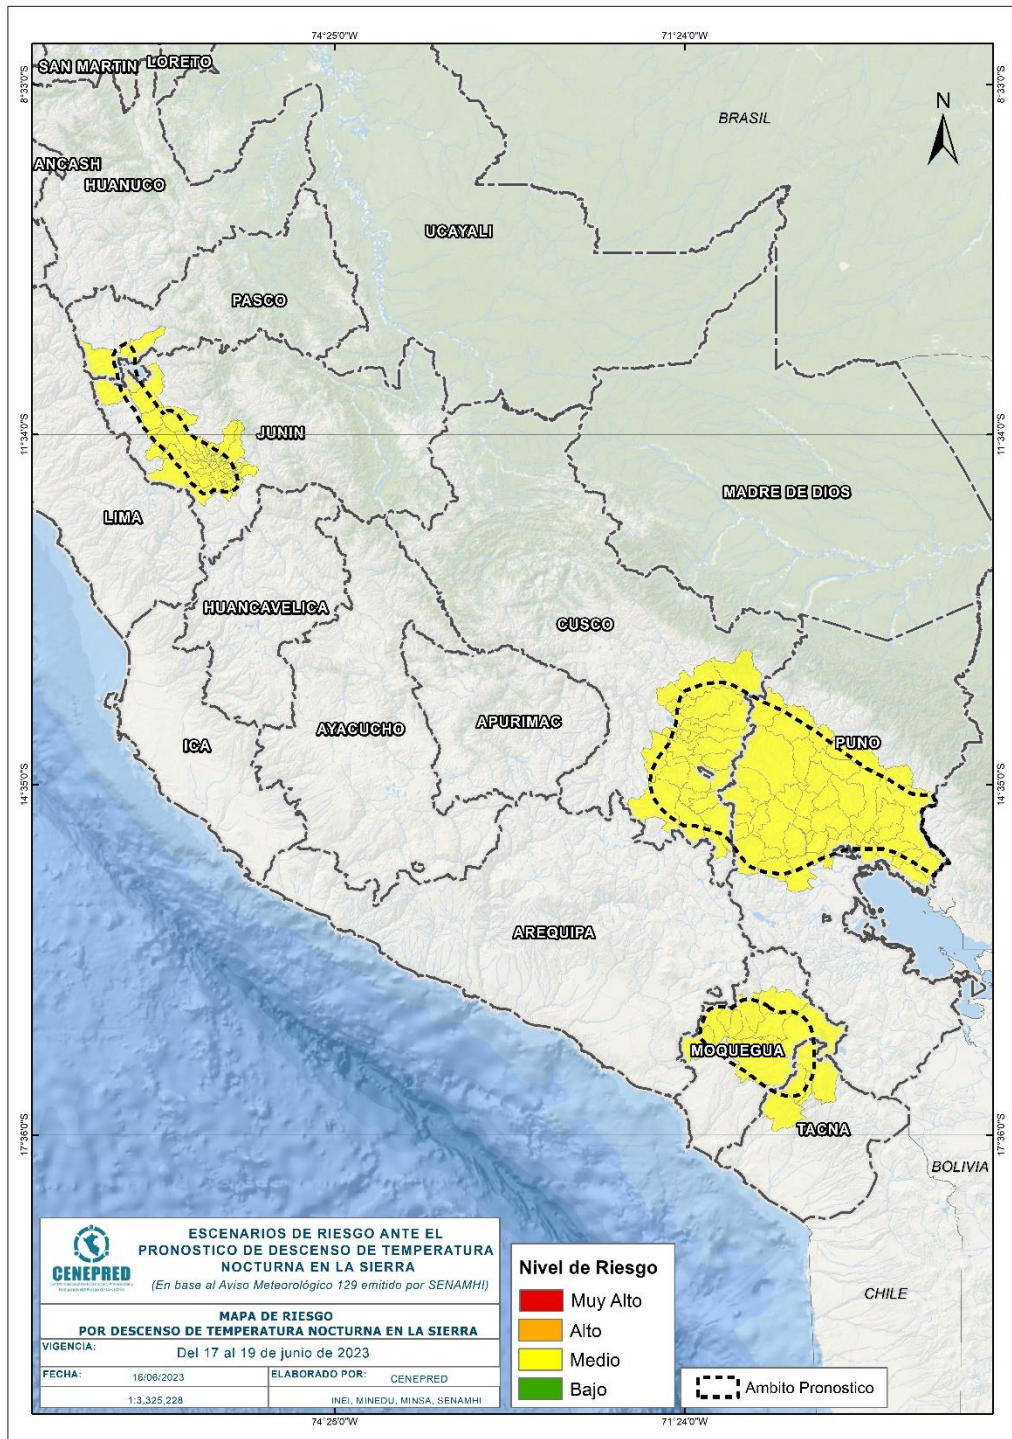 74°25'0"W
71°24'0"W
8°33'0"S
8°33'0"S
SAN MARTIN
LORETO
BRASIL
N
ANCASH
HUANUCO
UCAYALI
PASCO
11°34'0"S
11°34'0"S
JUNIN
MADRE DE DIOS
LIMA
HUANCAVELICA
CUSCO
AYACUCHO
APURIMAC
ICA
PUNO
14°35'0"S
14°35'0"S
AREQUIPA
MOQUEGUA
TACNA
17°36'0"S
17°36'0"S
BOLIVIA
CHILE
CENEPRED
ESCENARIOS DE RIESGO ANTE EL
PRONOSTICO DE DESCENSO DE TEMPERATURA
NOCTURNA EN LA SIERRA
(En base al Aviso Meteorológico 129 emitido por SENAMHI)
MAPA DE RIESGO
POR DESCENSO DE TEMPERATURA NOCTURNA EN LA SIERRA
VIGENCIA:
Del 17 al 19 de junio de 2023
FECHA:
16/06/2023
ELABORADO POR:
CENEPRED
1:3,325,228
INEI, MINEDU, MINSA, SENAMHI
Nivel de Riesgo
Muy Alto
Alto
Medio
Bajo
Ambito Pronostico
74°25'0"W
71°24'0"W